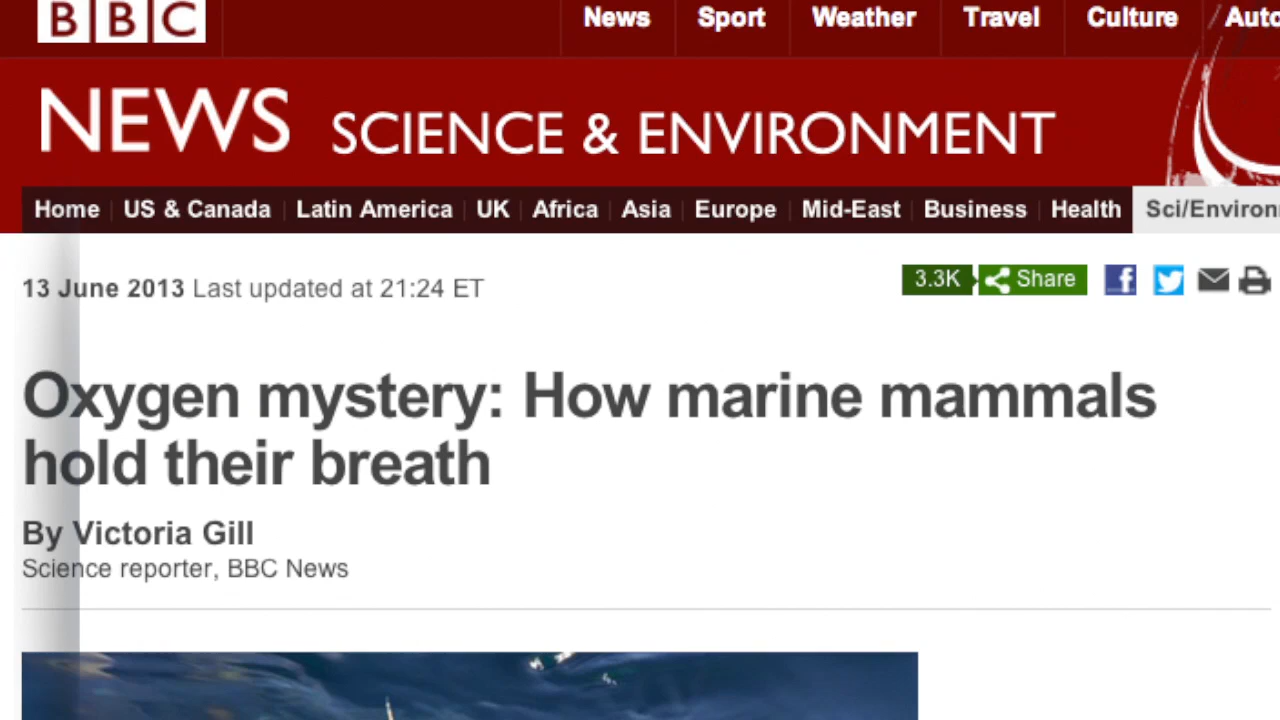 BBC
News Sport Weather Travel Culture
NEWS SCIENCE & ENVIRONMENT
Home US & Canada Latin America UK Africa Asia Europe Mid-East Business Health
13 June 2013 Last updated at 21:24 ET
3.3K Share
Oxygen mystery: How marine mammals
hold their breath
By Victoria Gill
Science reporter, BBC News